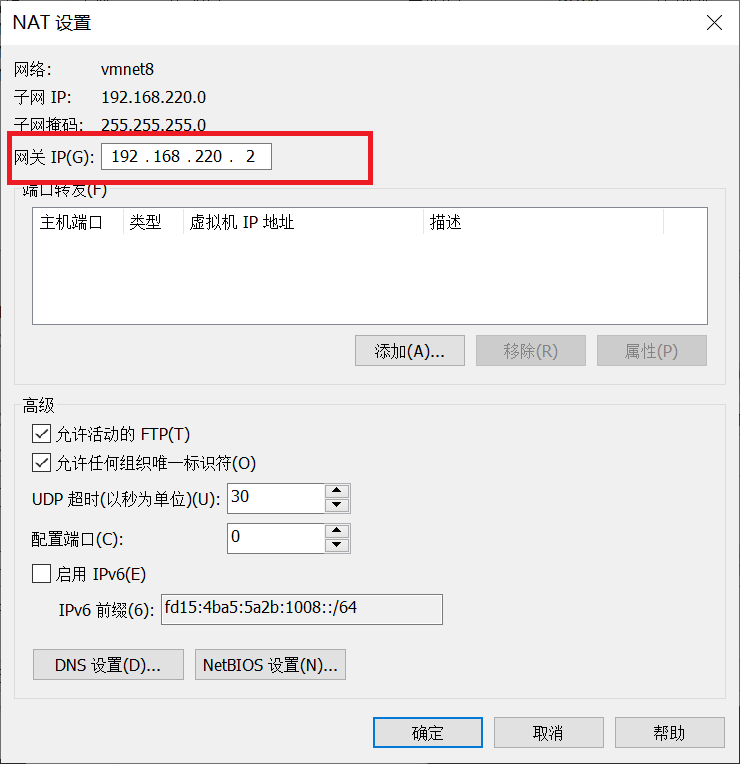 NAT 设置
网络: vmnet8
子网 IP: 192.168.220.0
子网掩码: 255.255.255.0
网关 IP(G): 192 . 168 . 220 . 2
端口转发(F)
主机端口 类型 虚拟机 IP 地址 描述
添加(A)... 移除(R) 属性(P)
高级
允许活动的 FTP(T)
允许任何组织唯一标识符(O)
UDP 超时(以秒为单位)(U): 30
配置端口(C): 0
启用 IPv6(E)
IPv6 前缀(6): fd15:4ba5:5a2b:1008::/64
DNS 设置(D)... NetBIOS 设置(N)...
确定 取消 帮助